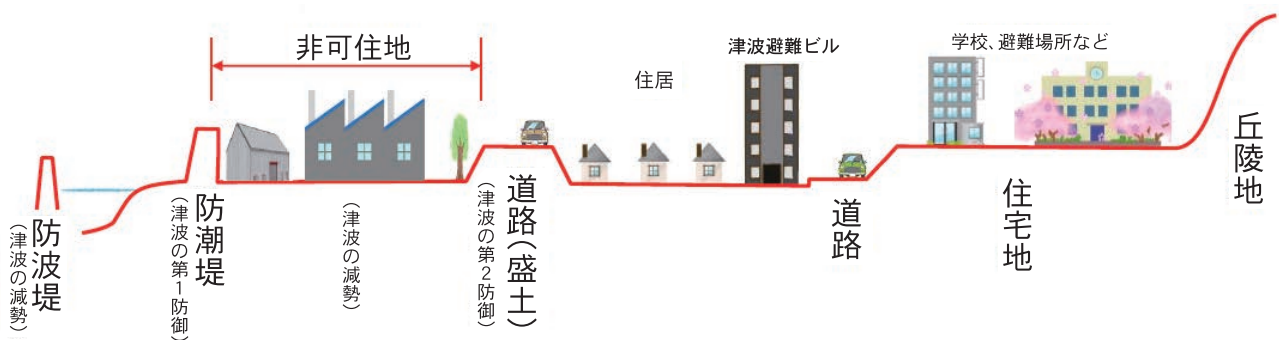 非可住地
住居
津波避難ビル
学校、避難場所など
防波堤
（津波の減勢）
防潮堤
（津波の第1防御）
（津波の減勢）
道路（盛土）
（津波の第2防御）
道路
住宅地
丘陵地